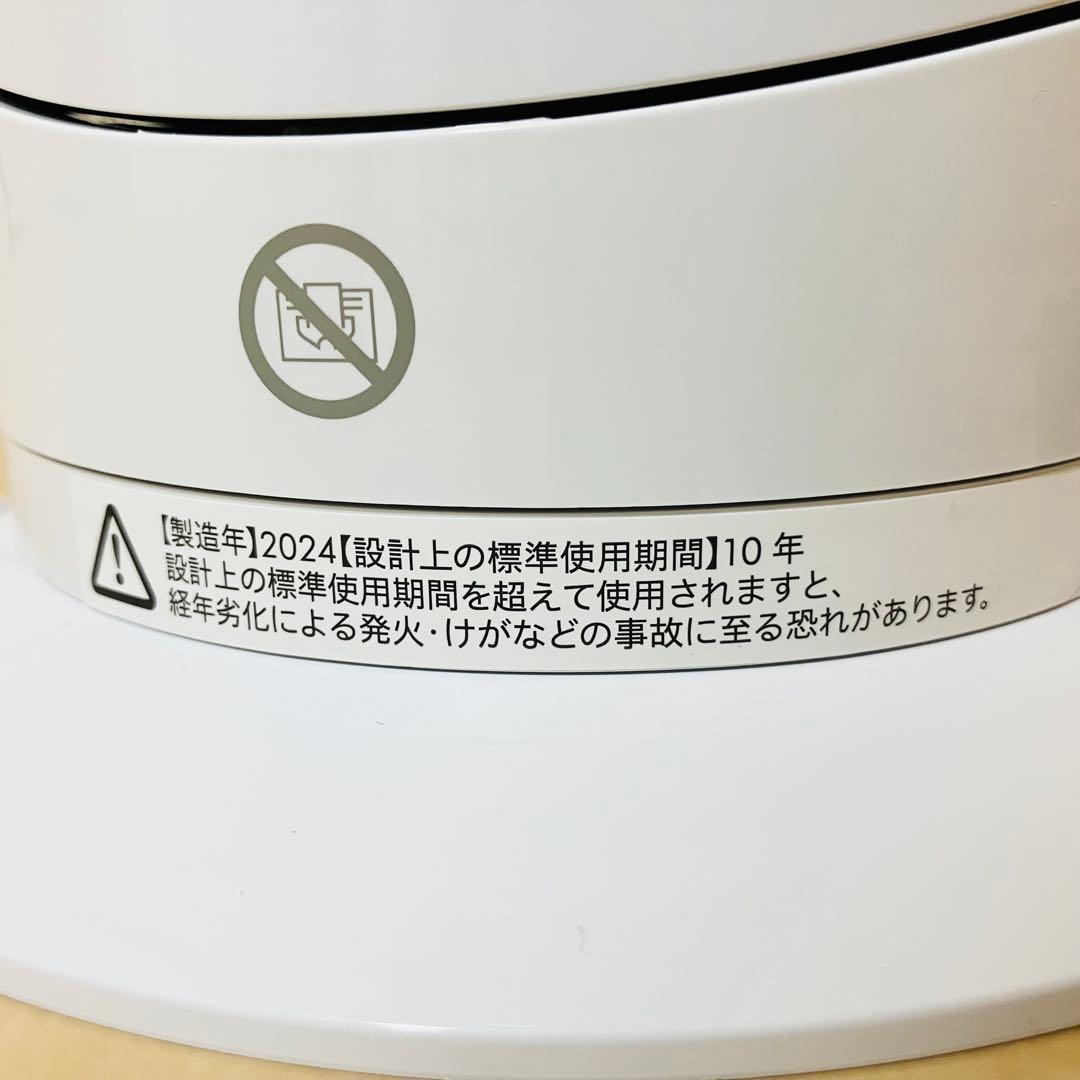 【製造年】2024【設計上の標準使用期間】10 年
設計上の標準使用期間を超えて使用されますと、
経年劣化による発火･けがなどの事故に至る恐れがあります。